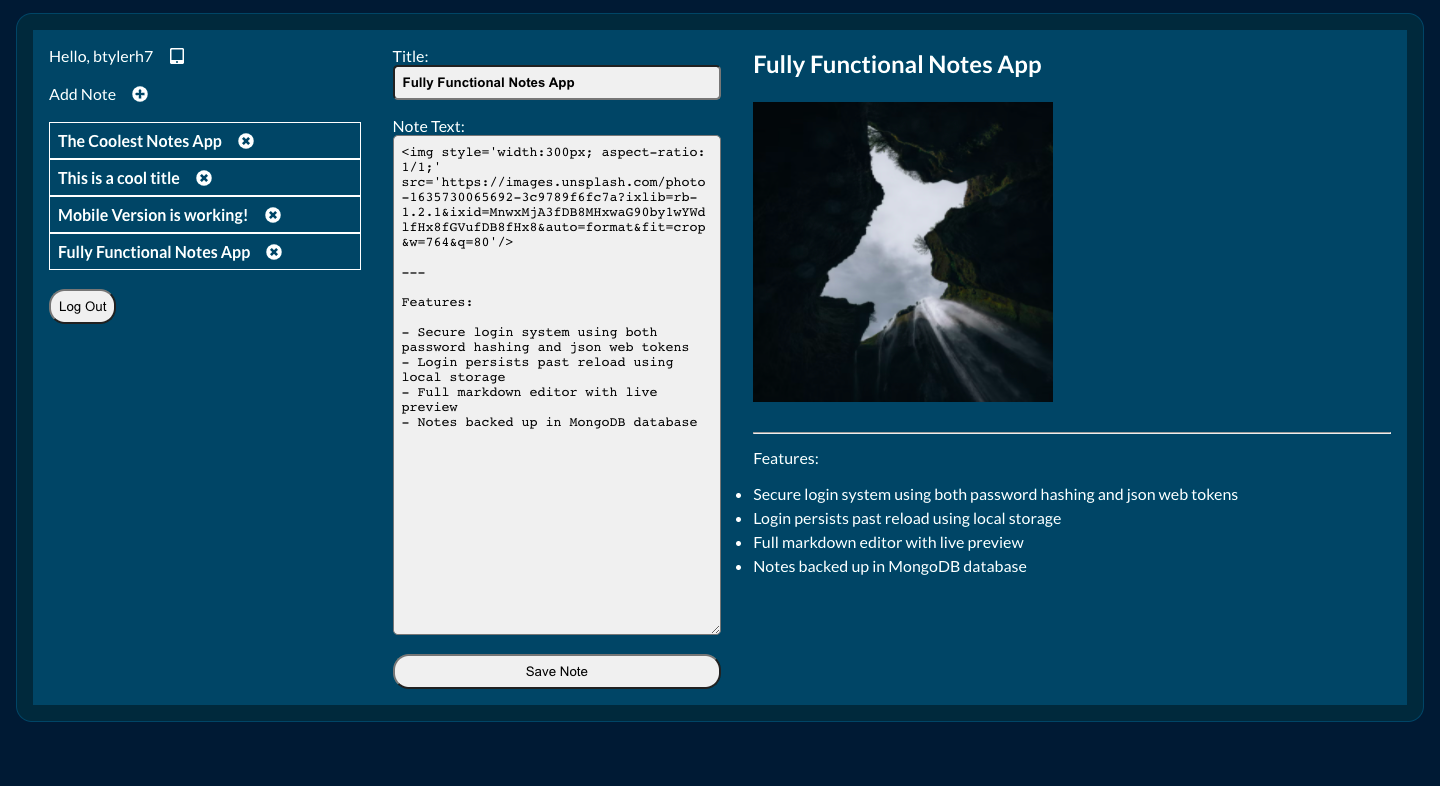 Hello, btylerh7
Add Note
The Coolest Notes App
This is a cool title
Mobile Version is working!
Fully Functional Notes App
Log Out
Title:
Fully Functional Notes App
Note Text:
<img style='width:300px; aspect-ratio:
1/1;'
src='https://images.unsplash.com/photo
-1635730065692-3c9789f6fc7a?ixlib=rb-
1.2.1&ixid=MnwxMjA3fDB8MHxwaG90by1wYWd
lfHx8fGVufDB8fHx8&auto=format&fit=crop
&w=764&q=80'/>
---
Features:
- Secure login system using both
password hashing and json web tokens
- Login persists past reload using
local storage
- Full markdown editor with live
preview
- Notes backed up in MongoDB database
Save Note
Fully Functional Notes App
Features:
• Secure login system using both password hashing and json web tokens
• Login persists past reload using local storage
• Full markdown editor with live preview
• Notes backed up in MongoDB database